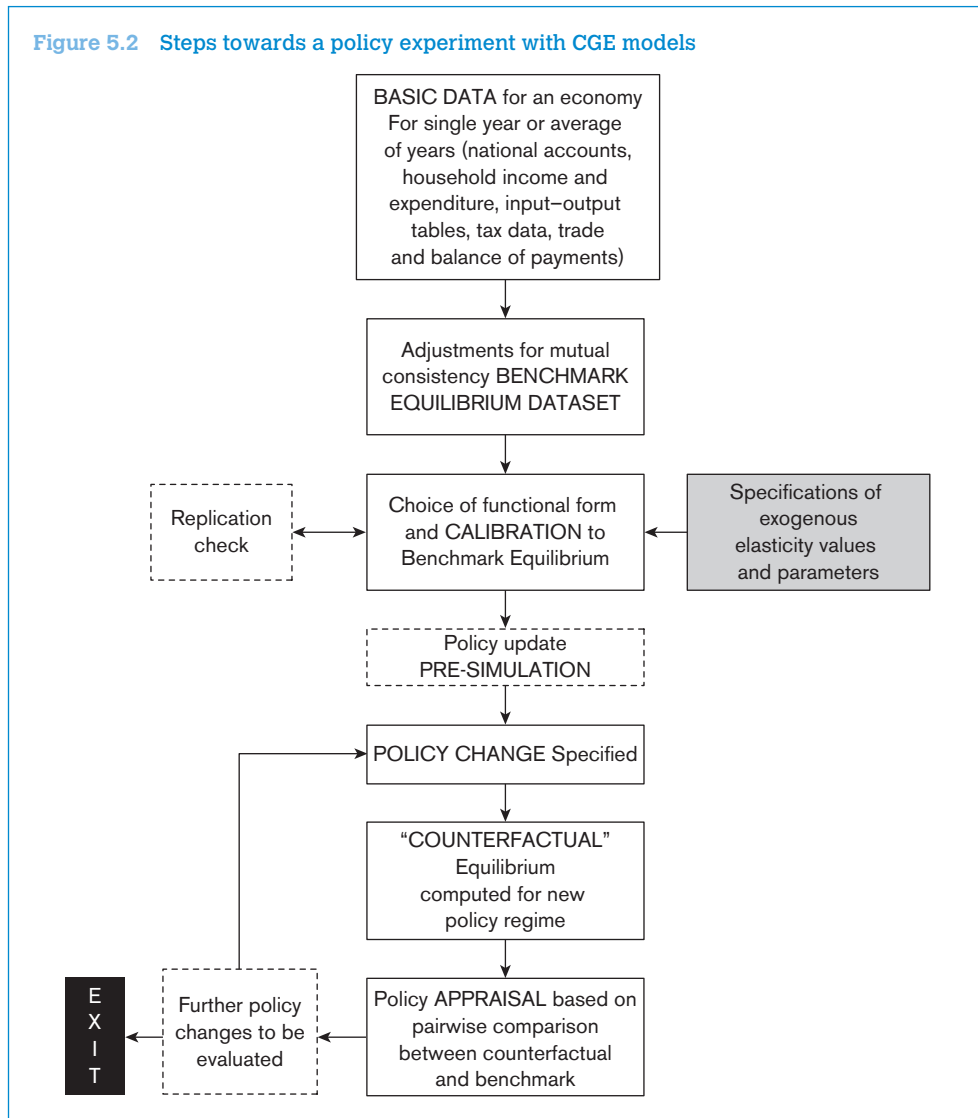 Figure 5.2 Steps towards a policy experiment with CGE models
BASIC DATA for an economy
For single year or average
of years (national accounts,
household income and
expenditure, input–output
tables, tax data, trade
and balance of payments)
Adjustments for mutual
consistency BENCHMARK
EQUILIBRIUM DATASET
Replication
check
Choice of functional form
and CALIBRATION to
Benchmark Equilibrium
Specifications of
exogenous
elasticity values
and parameters
Policy update
PRE-SIMULATION
POLICY CHANGE Specified
“COUNTERFACTUAL”
Equilibrium
computed for new
policy regime
E
X
I
T
Further policy
changes to be
evaluated
Policy APPRAISAL based on
pairwise comparison
between counterfactual
and benchmark